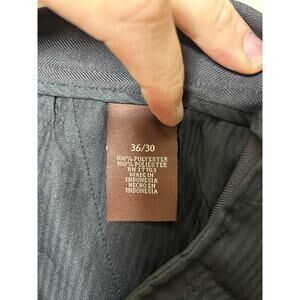 36/30
100% POLYESTER
100% POLIESTER
RN 37763
MADE IN
INDONESIA
HECHO EN
INDONESIA